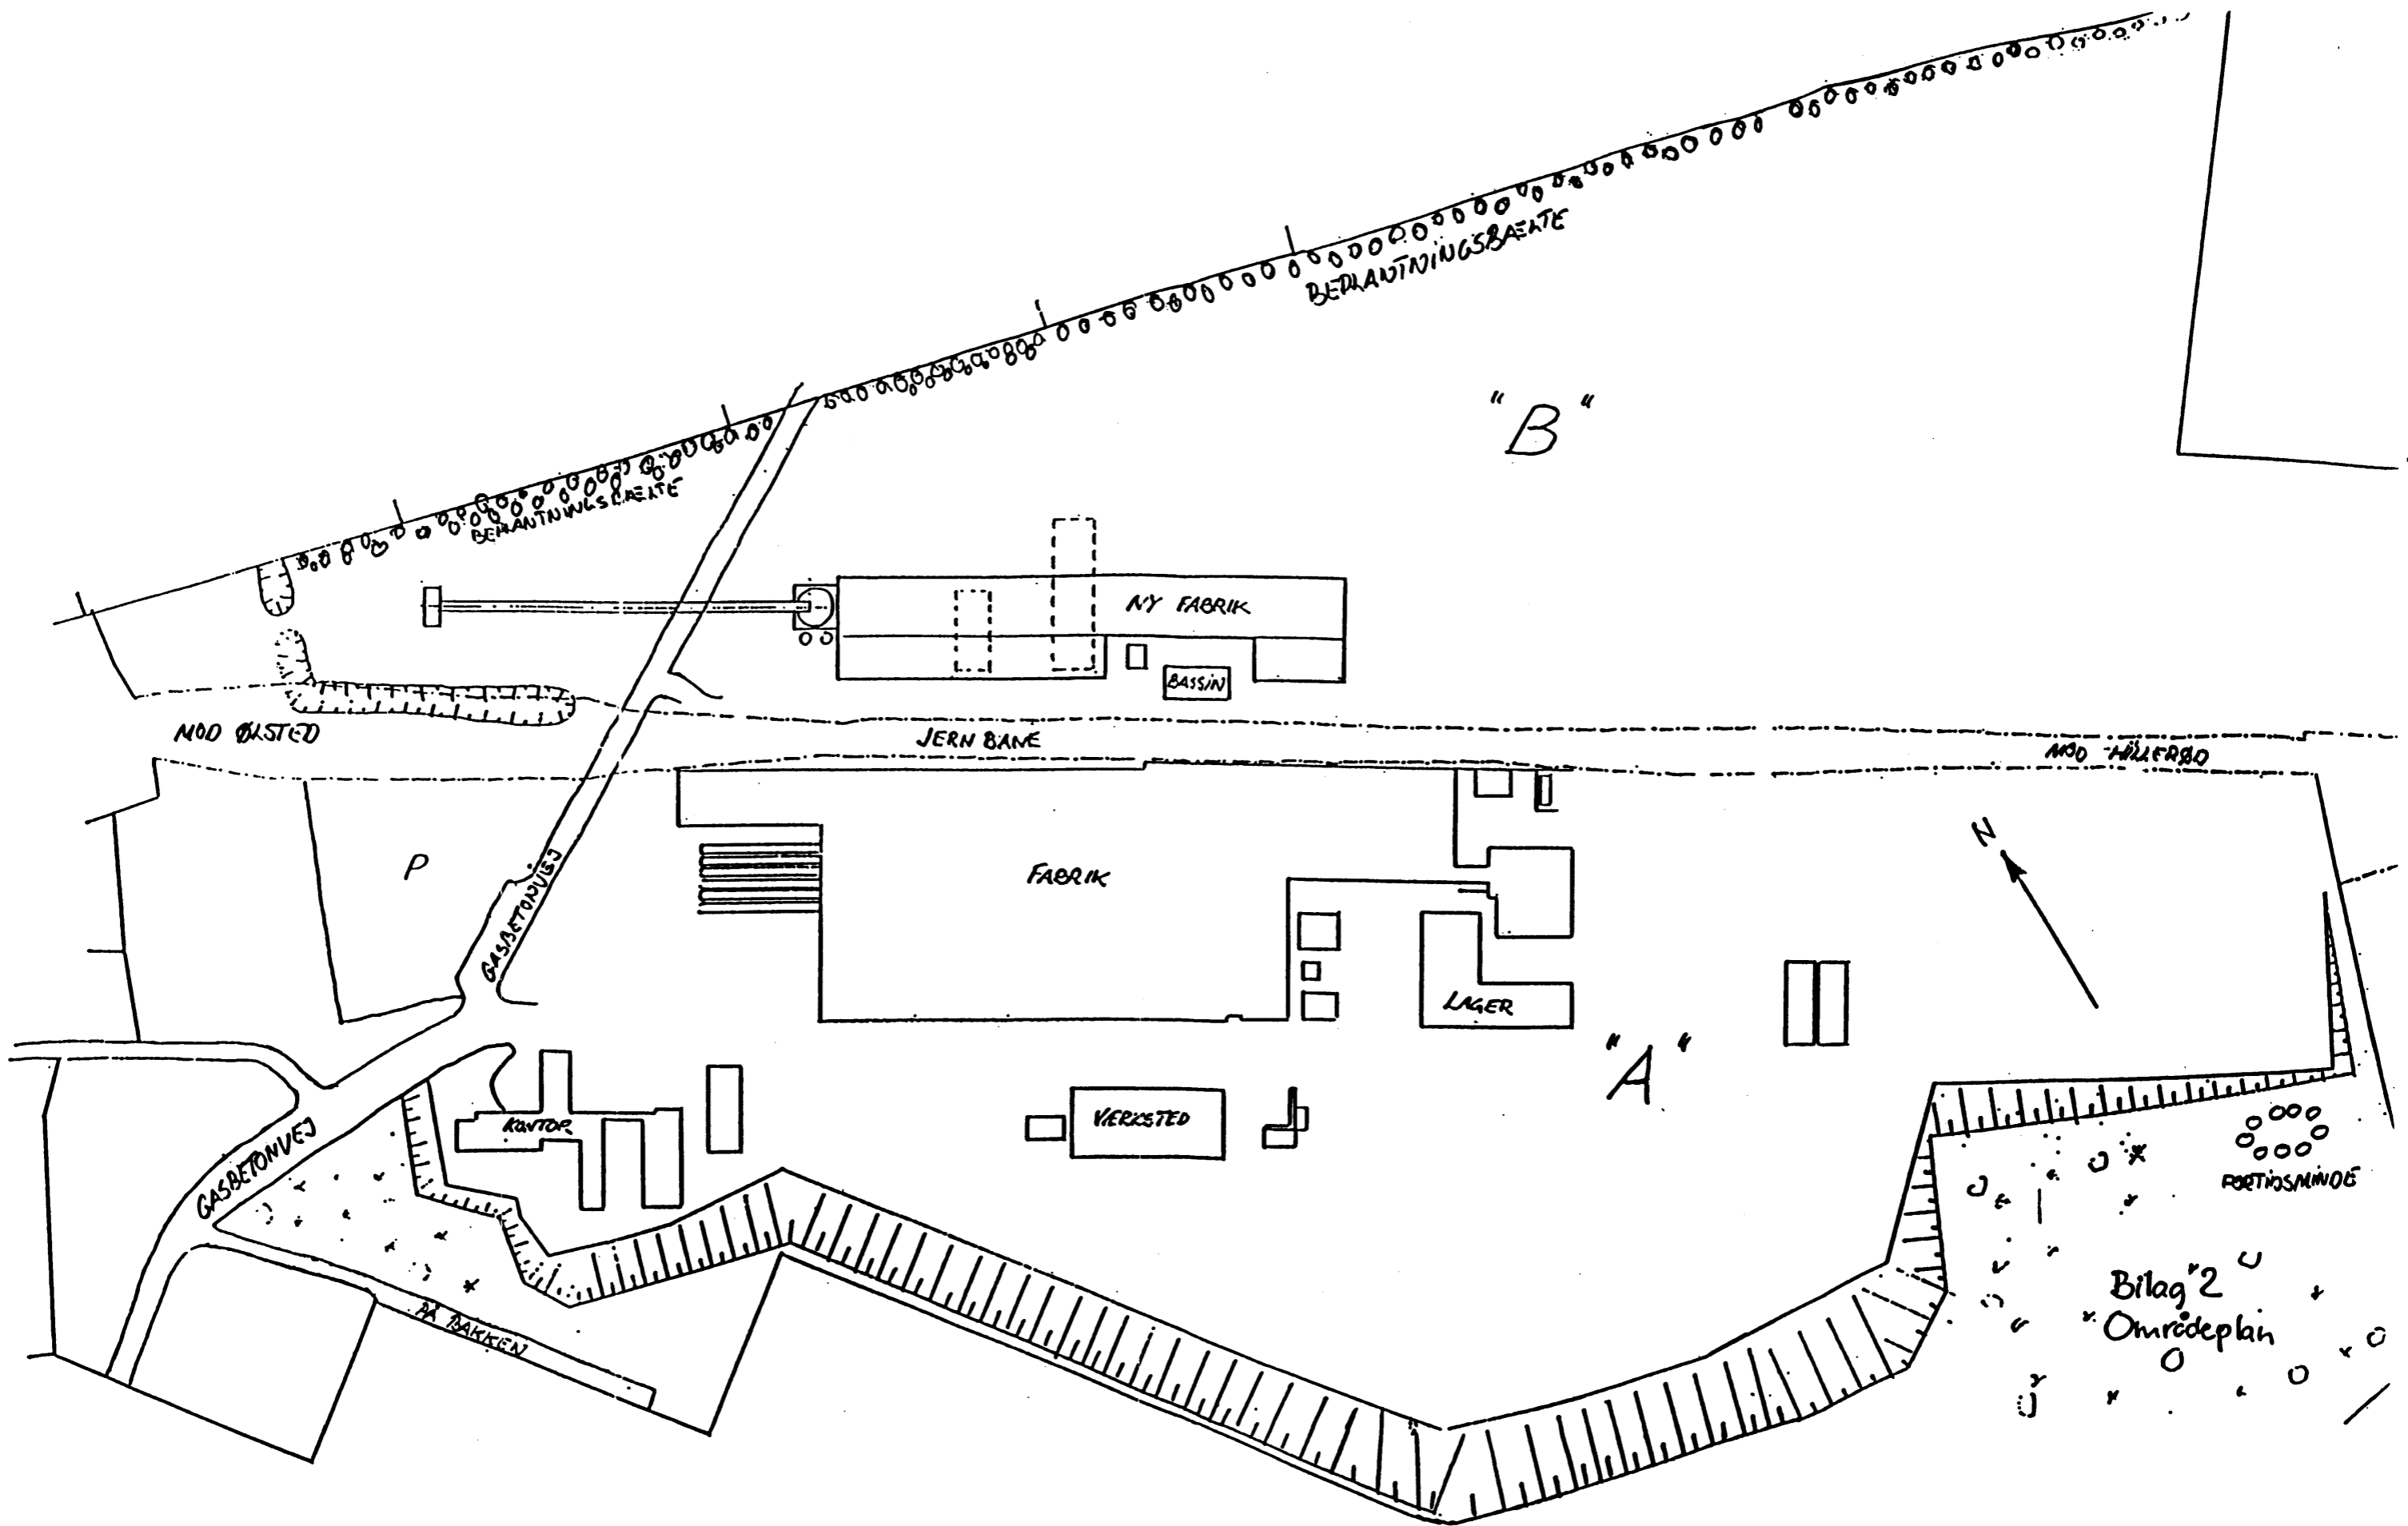 BEPLANTNINGSBÆLTE
"B"
BEPLANTNINGSBÆLTE
NY FABRIK
BASSIN
MOD ØLSTED
JERNBANE
MOD HILLERØD
N
P
FABRIK
GASBETONVEJ
LAGER
"A"
KONTOR
VÆRKSTED
GASBETONVEJ
FORTIDSMINDE
PÅ BAKKEN
Bilag 2
Områdeplan